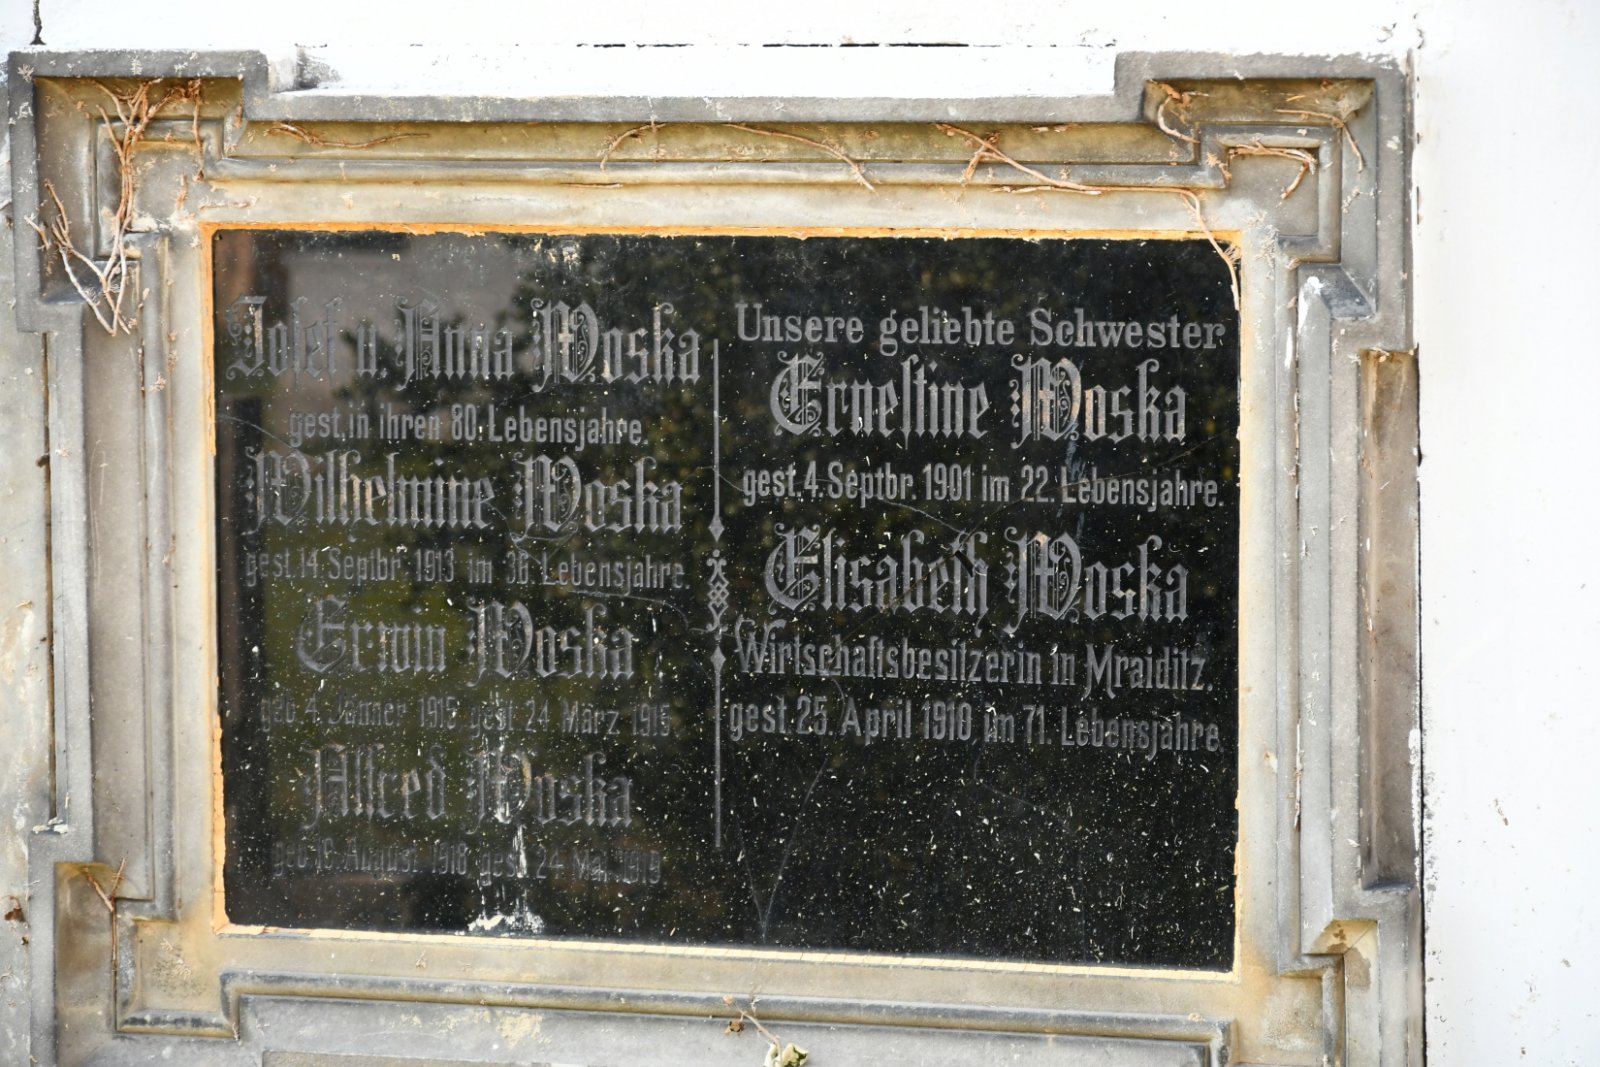 Josef u. Anna Moska
gest. in ihren 80. Lebensjahre.
Wilhelmine Moska
gest. 14. Septbr. 1913 im 36. Lebensjahre.
Erwin Moska
geb. 4. Jänner 1915 gest. 24. März 1915.
Alfred Moska
geb. 16. August 1918 gest. 24. Mai 1919
Unsere geliebte Schwester
Ernestine Moska
gest. 4. Septbr. 1901 im 22. Lebensjahre.
Elisabeth Moska
Wirtschaftsbesitzerin in Mraiditz.
gest 25. April 1910 im 71. Lebensjahre.